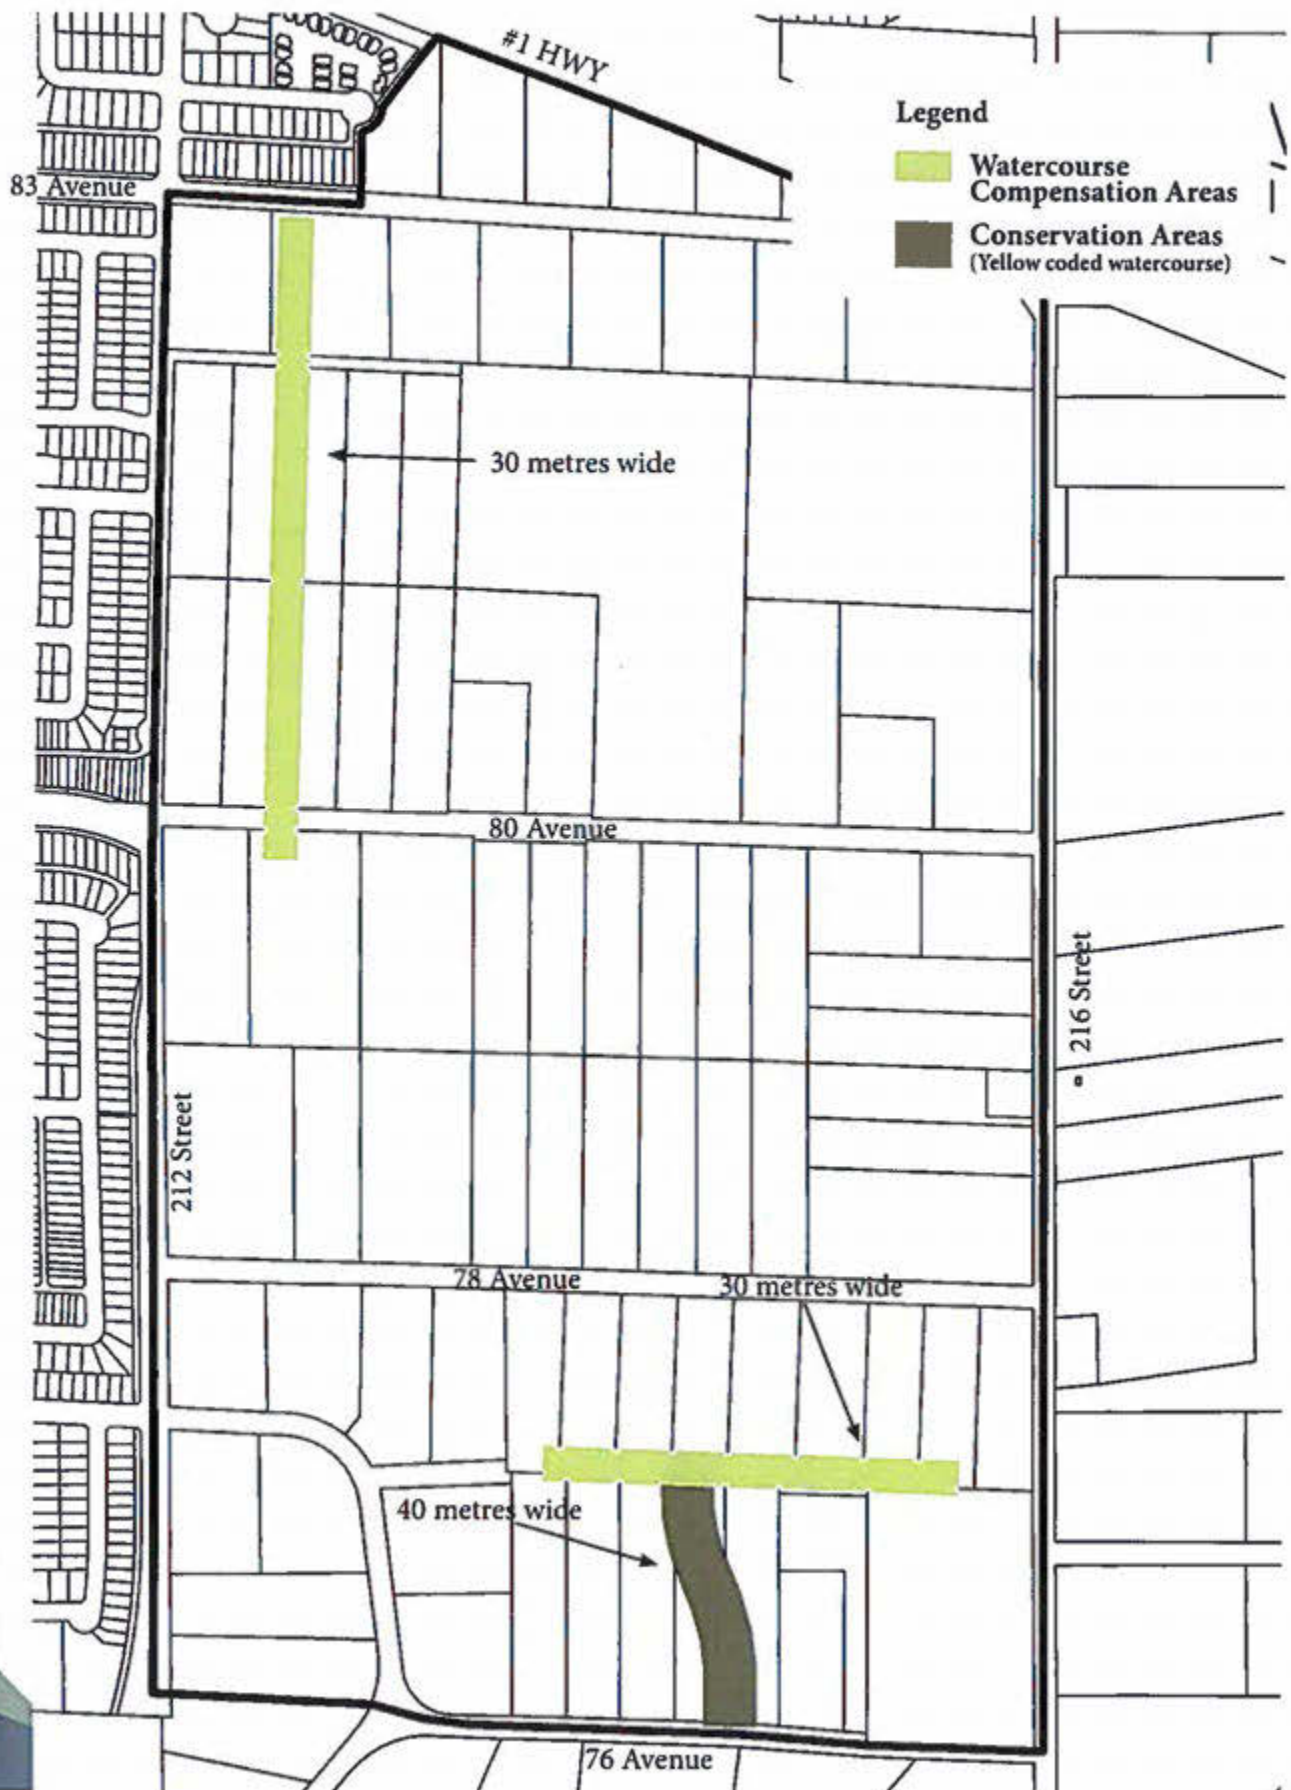 #1 HWY
Legend
Watercourse
Compensation Areas
Conservation Areas
(Yellow coded watercourse)
83 Avenue
30 metres wide
80 Avenue
216 Street
212 Street
78 Avenue
30 metres wide
40 metres wide
76 Avenue